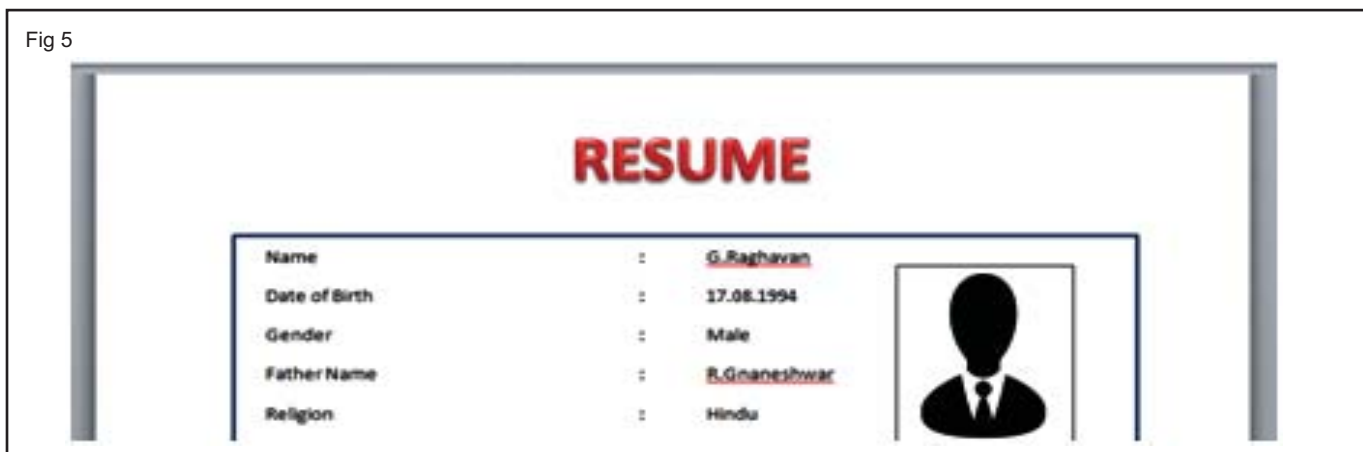 Fig 5
RESUME
Name : G.Raghavan
Date of Birth : 17.08.1994
Gender : Male
Father Name : R.Gnaneshwar
Religion : Hindu